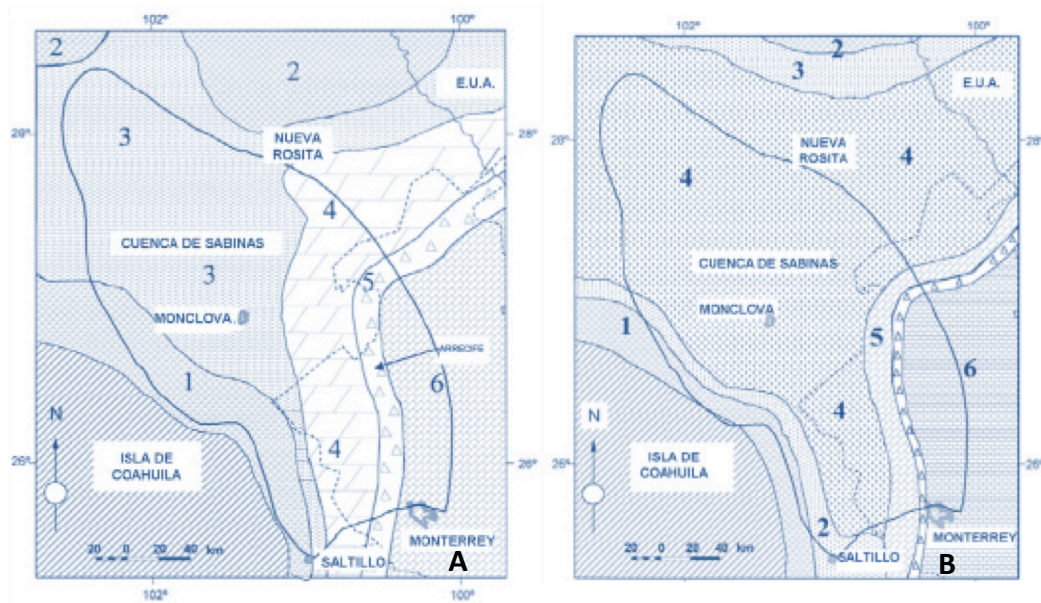 102°
100°
2
2
E.U.A.
28°
28°
3
NUEVA
ROSITA
4
CUENCA DE SABINAS
3
5
MONCLOVA
ARRECIFE
1
6
N
4
26°
26°
ISLA DE
COAHUILA
20 0 20 40 km
MONTERREY
SALTILLO
A
102°
100°
102°
100°
2
3
E.U.A.
28°
28°
NUEVA
ROSITA
4
4
CUENCA DE SABINAS
MONCLOVA
1
5
6
4
N
26°
26°
ISLA DE
COAHUILA
2
20 0 20 40 km
MONTERREY
SALTILLO
B
102°
100°